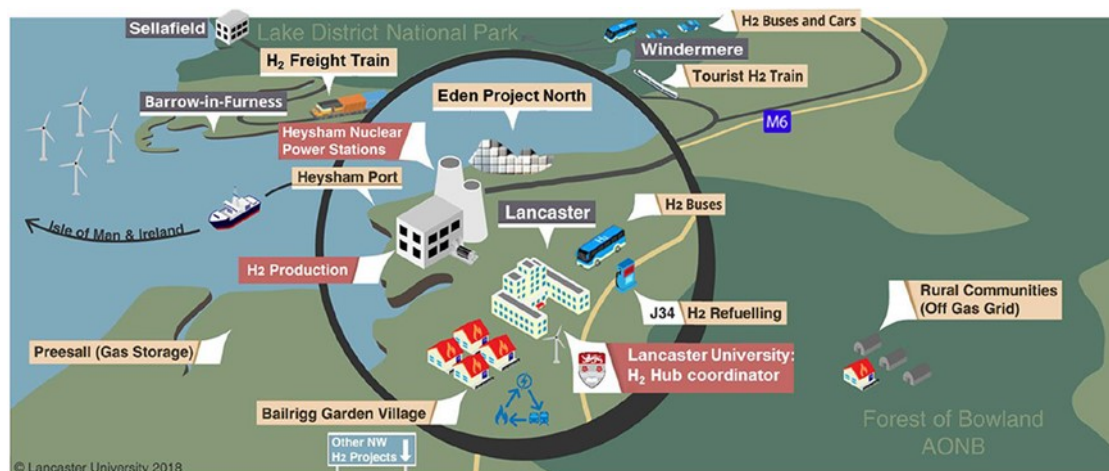 Sellafield
Lake District National Park
H2 Buses and Cars
Windermere
H₂ Freight Train
Tourist H2 Train
Barrow-in-Furness
Eden Project North
M6
Heysham Nuclear
Power Stations
Heysham Port
Lancaster
H2 Buses
Isle of Man & Ireland
H2 Production
J34 H2 Refuelling
Rural Communities
(Off Gas Grid)
Preesall (Gas Storage)
Lancaster University:
H₂ Hub coordinator
Bailrigg Garden Village
Forest of Bowland
AONB
Other NW
H2 Projects
© Lancaster University 2018